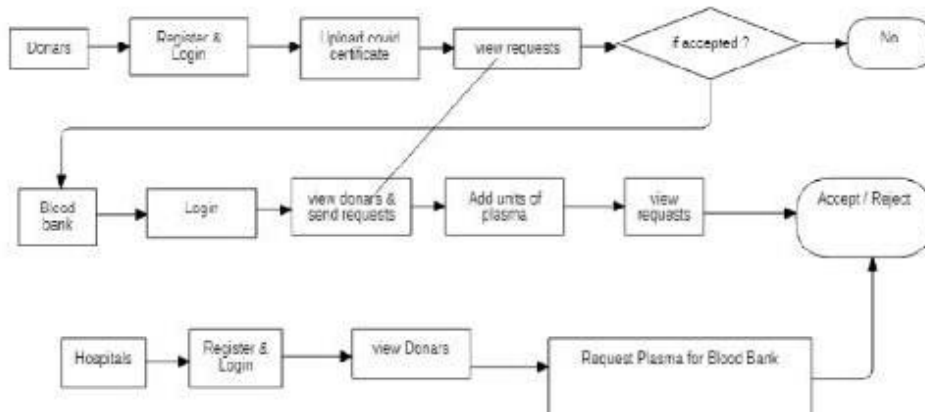 Donars
Register &
Login
Upload covid
certificate
view requests
if accepted ?
No
Blood
bank
Login
view donars &
send requests
Add units of
plasma
view
requests
Accept / Reject
Hospitals
Register &
Login
view Donars
Request Plasma for Blood Bank